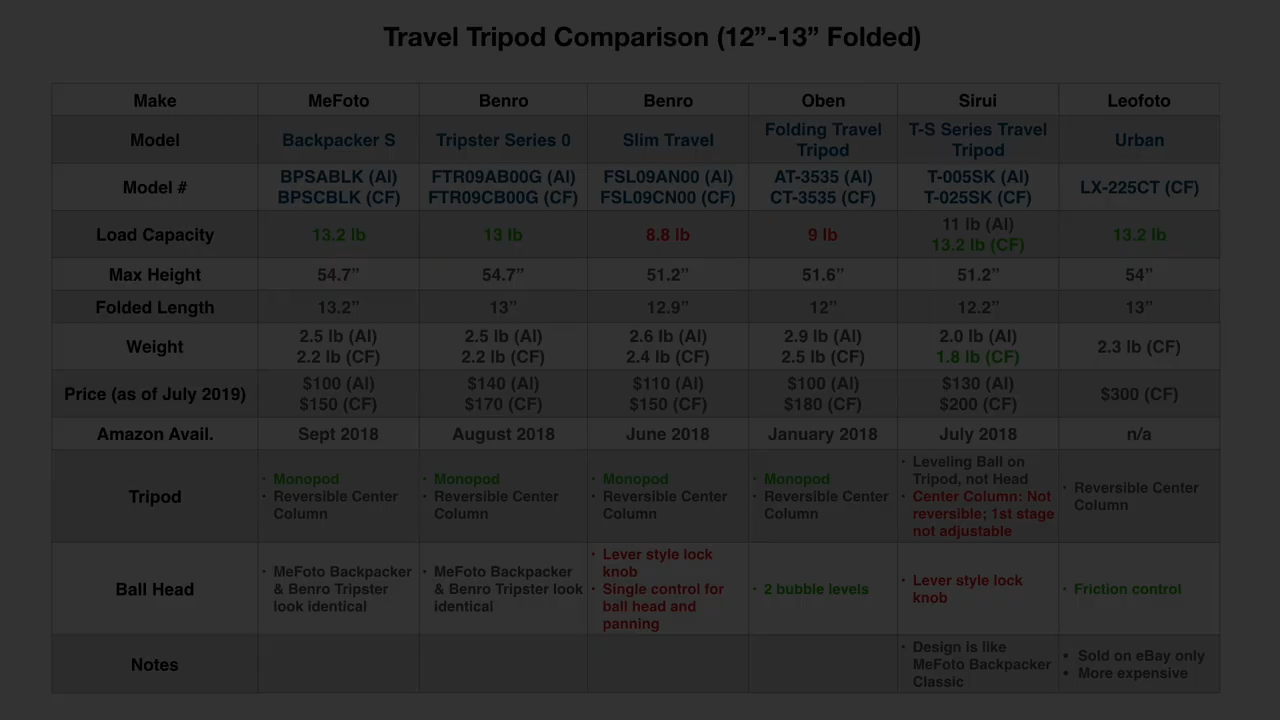 Travel Tripod Comparison (12”-13” Folded)
Make MeFoto Benro Benro Oben Sirui Leofoto
Model Backpacker S Tripster Series 0 Slim Travel Folding Travel Tripod T-S Series Travel Tripod Urban
Model # BPSABLK (Al) BPSCBLK (CF) FTR09AB00G (Al) FTR09CB00G (CF) FSL09AN00 (Al) FSL09CN00 (CF) AT-3535 (Al) CT-3535 (CF) T-005SK (Al) T-025SK (CF) LX-225CT (CF)
Load Capacity 13.2 lb 13 lb 8.8 lb 9 lb 11 lb (Al) 13.2 lb (CF) 13.2 lb
Max Height 54.7” 54.7” 51.2” 51.6” 51.2” 54”
Folded Length 13.2” 13” 12.9” 12” 12.2” 13”
Weight 2.5 lb (Al) 2.2 lb (CF) 2.5 lb (Al) 2.2 lb (CF) 2.6 lb (Al) 2.4 lb (CF) 2.9 lb (Al) 2.5 lb (CF) 2.0 lb (Al) 1.8 lb (CF) 2.3 lb (CF)
Price (as of July 2019) $100 (Al) $150 (CF) $140 (Al) $170 (CF) $110 (Al) $150 (CF) $100 (Al) $180 (CF) $130 (Al) $200 (CF) $300 (CF)
Amazon Avail. Sept 2018 August 2018 June 2018 January 2018 July 2018 n/a
Tripod
• Monopod
• Reversible Center
Column
• Monopod
• Reversible Center
Column
• Monopod
• Reversible Center
Column
• Monopod
• Reversible Center
Column
• Leveling Ball on
Tripod, not Head
• Center Column: Not
reversible; 1st stage
not adjustable
• Reversible Center
Column
Ball Head
• MeFoto Backpacker
& Benro Tripster
look identical
• MeFoto Backpacker
& Benro Tripster look
identical
• Lever style lock
knob
• Single control for
ball head and
panning
• 2 bubble levels
• Lever style lock
knob
• Friction control
Notes
• Design is like
MeFoto Backpacker
Classic
• Sold on eBay only
• More expensive